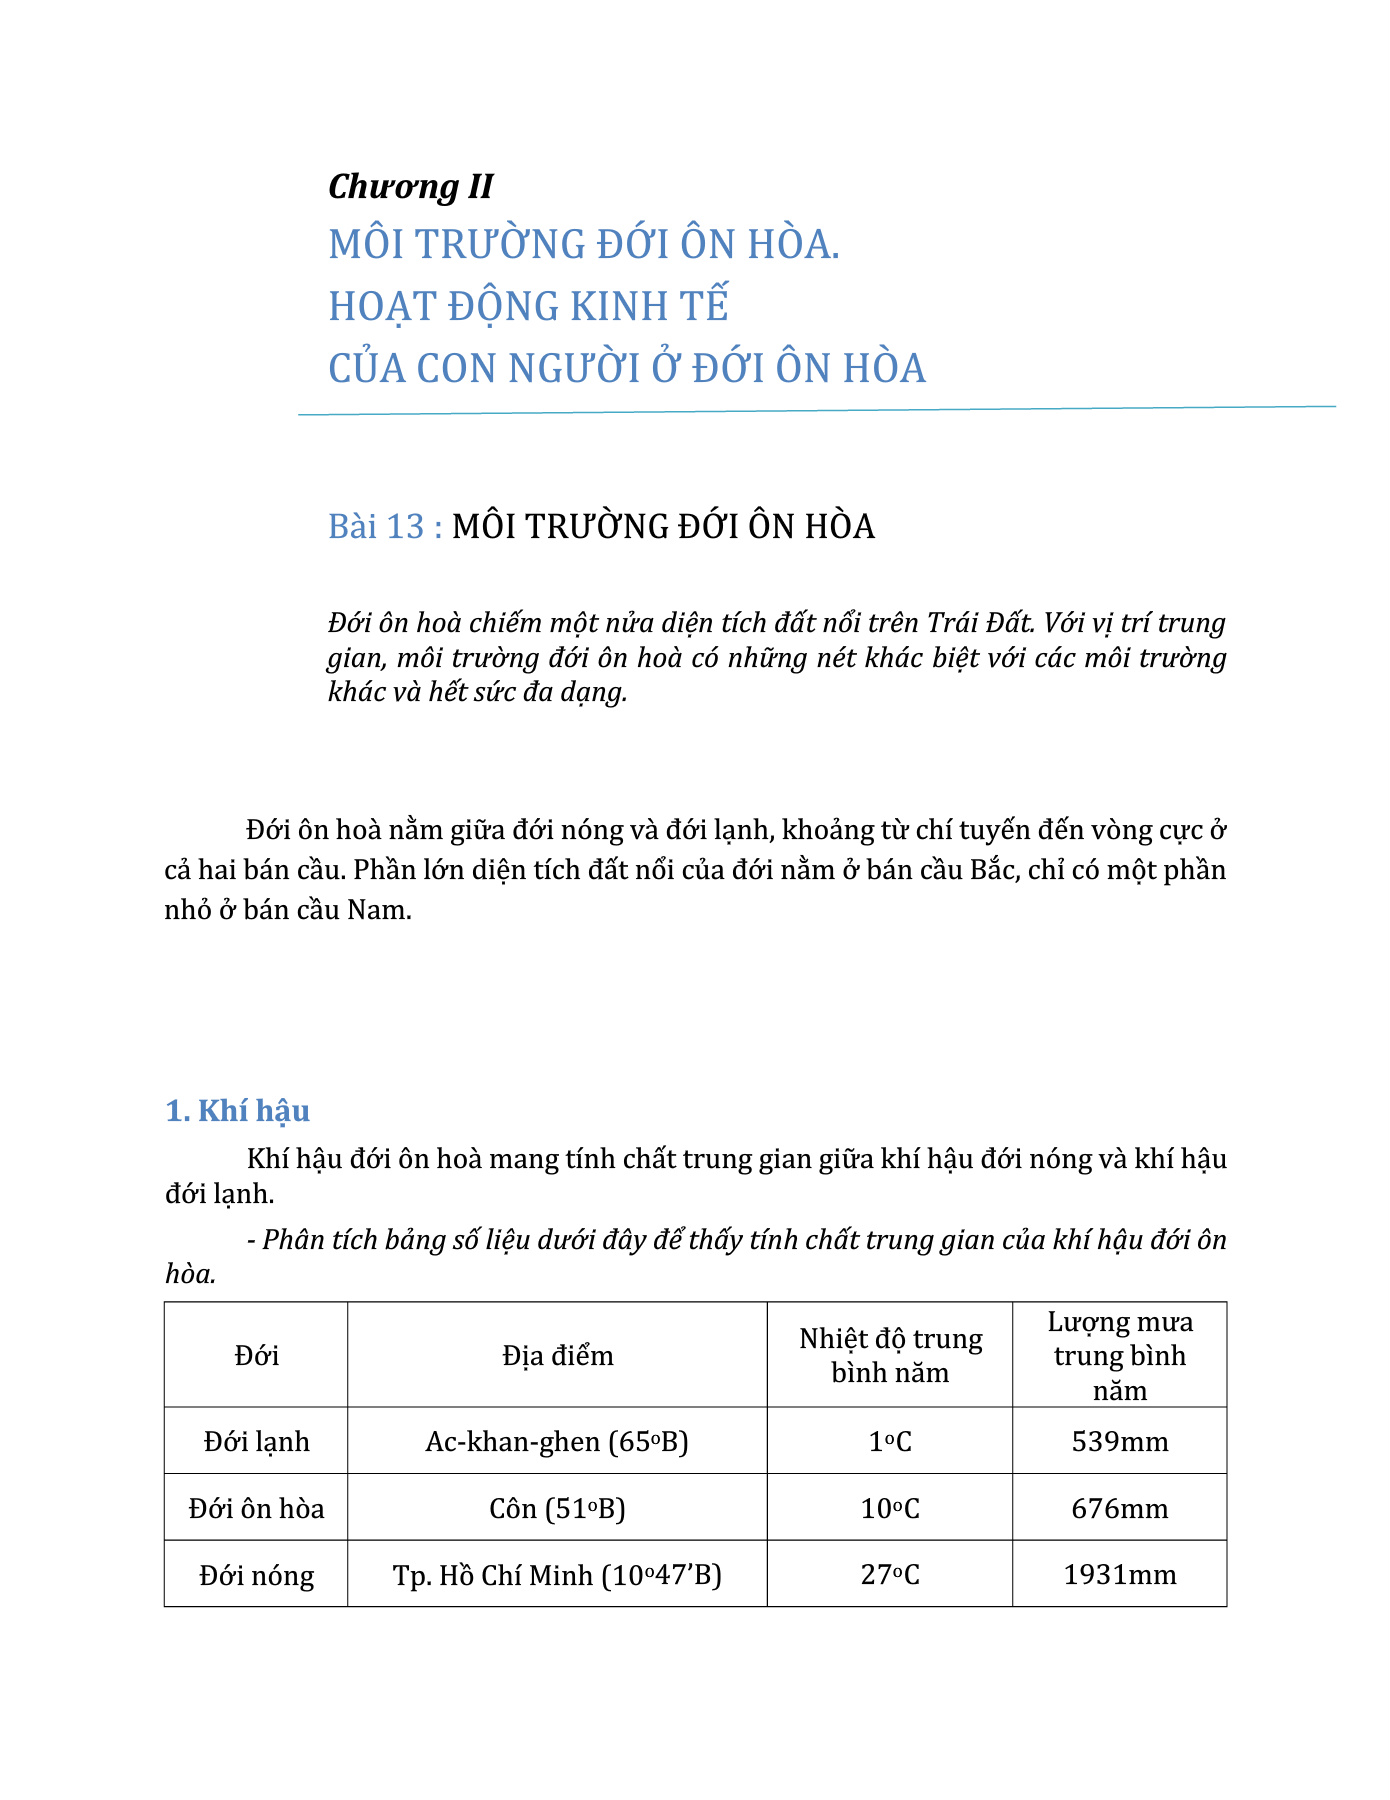 Chương II
MÔI TRƯỜNG ĐỚI ÔN HÒA.
HOẠT ĐỘNG KINH TẾ
CỦA CON NGƯỜI Ở ĐỚI ÔN HÒA
Bài 13 : MÔI TRƯỜNG ĐỚI ÔN HÒA
Đới ôn hoà chiếm một nửa diện tích đất nổi trên Trái Đất. Với vị trí trung
gian, môi trường đới ôn hoà có những nét khác biệt với các môi trường
khác và hết sức đa dạng.
Đới ôn hoà nằm giữa đới nóng và đới lạnh, khoảng từ chí tuyến đến vòng cực ở
cả hai bán cầu. Phần lớn diện tích đất nổi của đới nằm ở bán cầu Bắc, chỉ có một phần
nhỏ ở bán cầu Nam.
1. Khí hậu
Khí hậu đới ôn hoà mang tính chất trung gian giữa khí hậu đới nóng và khí hậu
đới lạnh.
- Phân tích bảng số liệu dưới đây để thấy tính chất trung gian của khí hậu đới ôn
hòa.
Đới Địa điểm Nhiệt độ trung bình năm Lượng mưa trung bình năm
Đới lạnh Ac-khan-ghen (65ºB) 1ºC 539mm
Đới ôn hòa Côn (51ºB) 10ºC 676mm
Đới nóng Tp. Hồ Chí Minh (10º47’B) 27ºC 1931mm